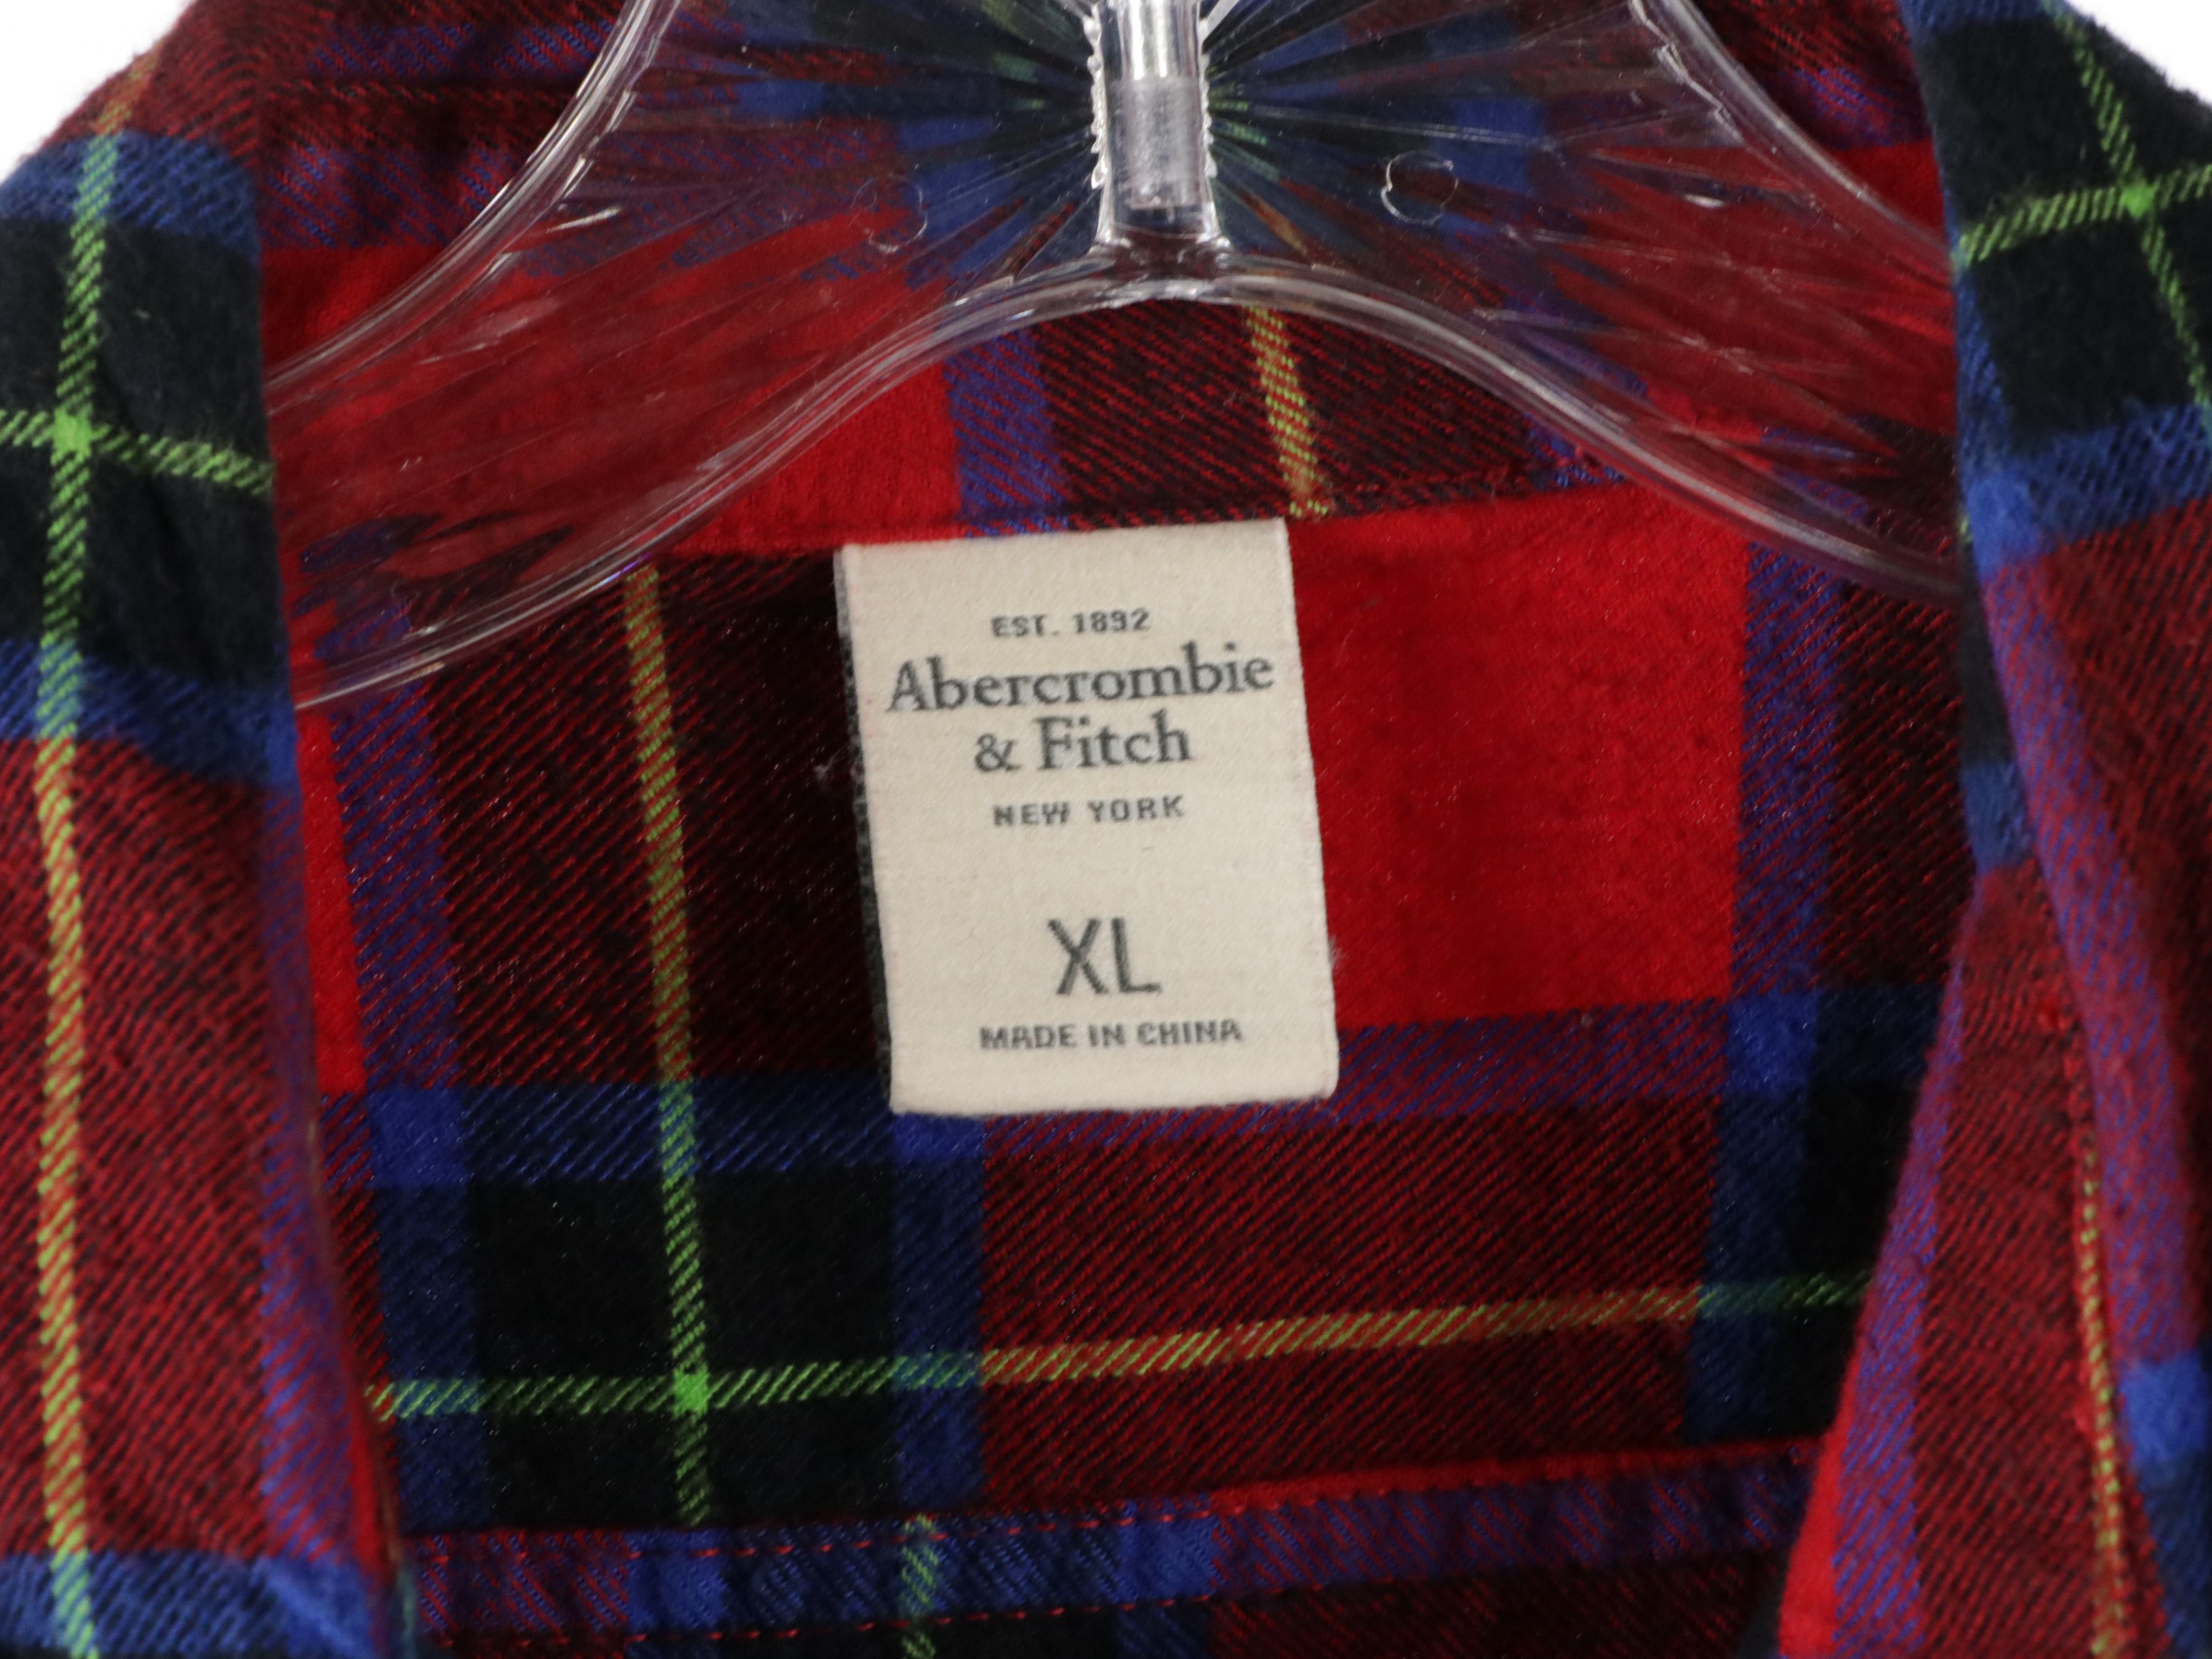 EST. 1892
Abercrombie
& Fitch
NEW YORK
XL
MADE IN CHINA